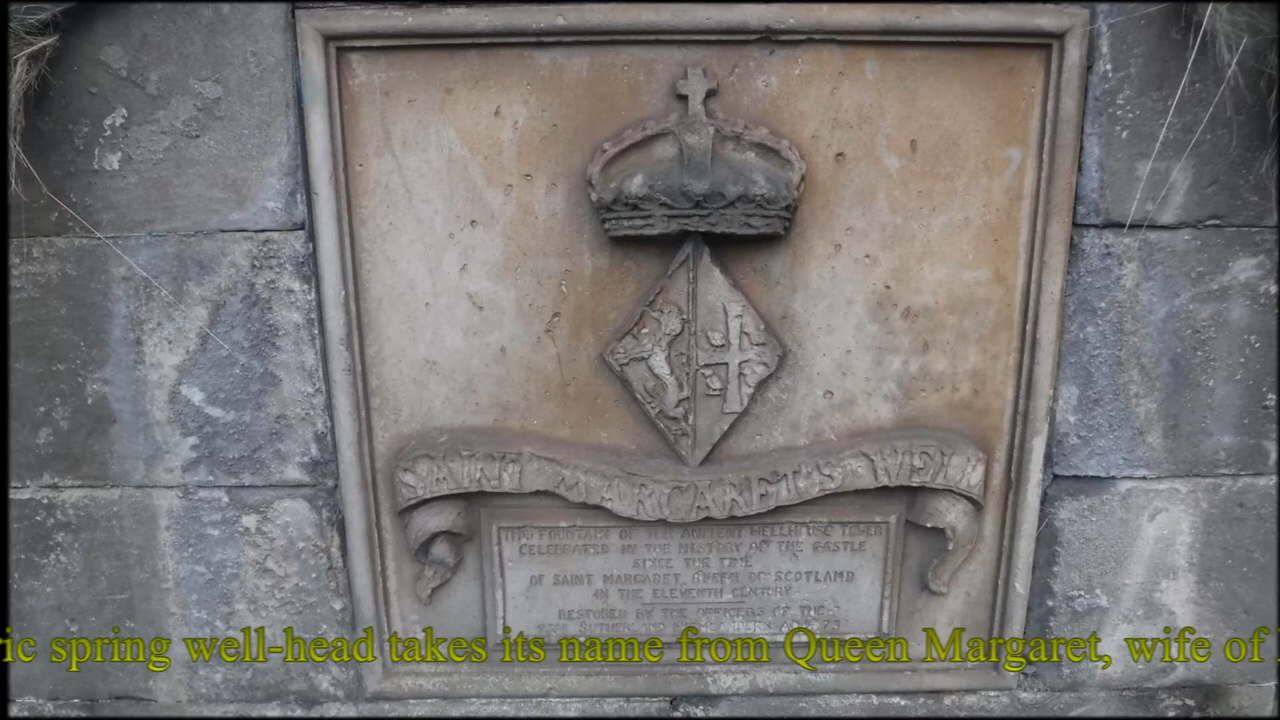 SAINT MARGARET'S WELL
THE FOUNTAIN OF THE ANCIENT WELLHOUSE TOWER
CELEBRATED IN THE HISTORY OF THE CASTLE
SINCE THE TIME
OF SAINT MARGARET, QUEEN OF SCOTLAND
IN THE ELEVENTH CENTURY
RESTORED BY THE OFFICERS OF THE
SUTHERLAND
ric spring well-head takes its name from Queen Margaret, wife of